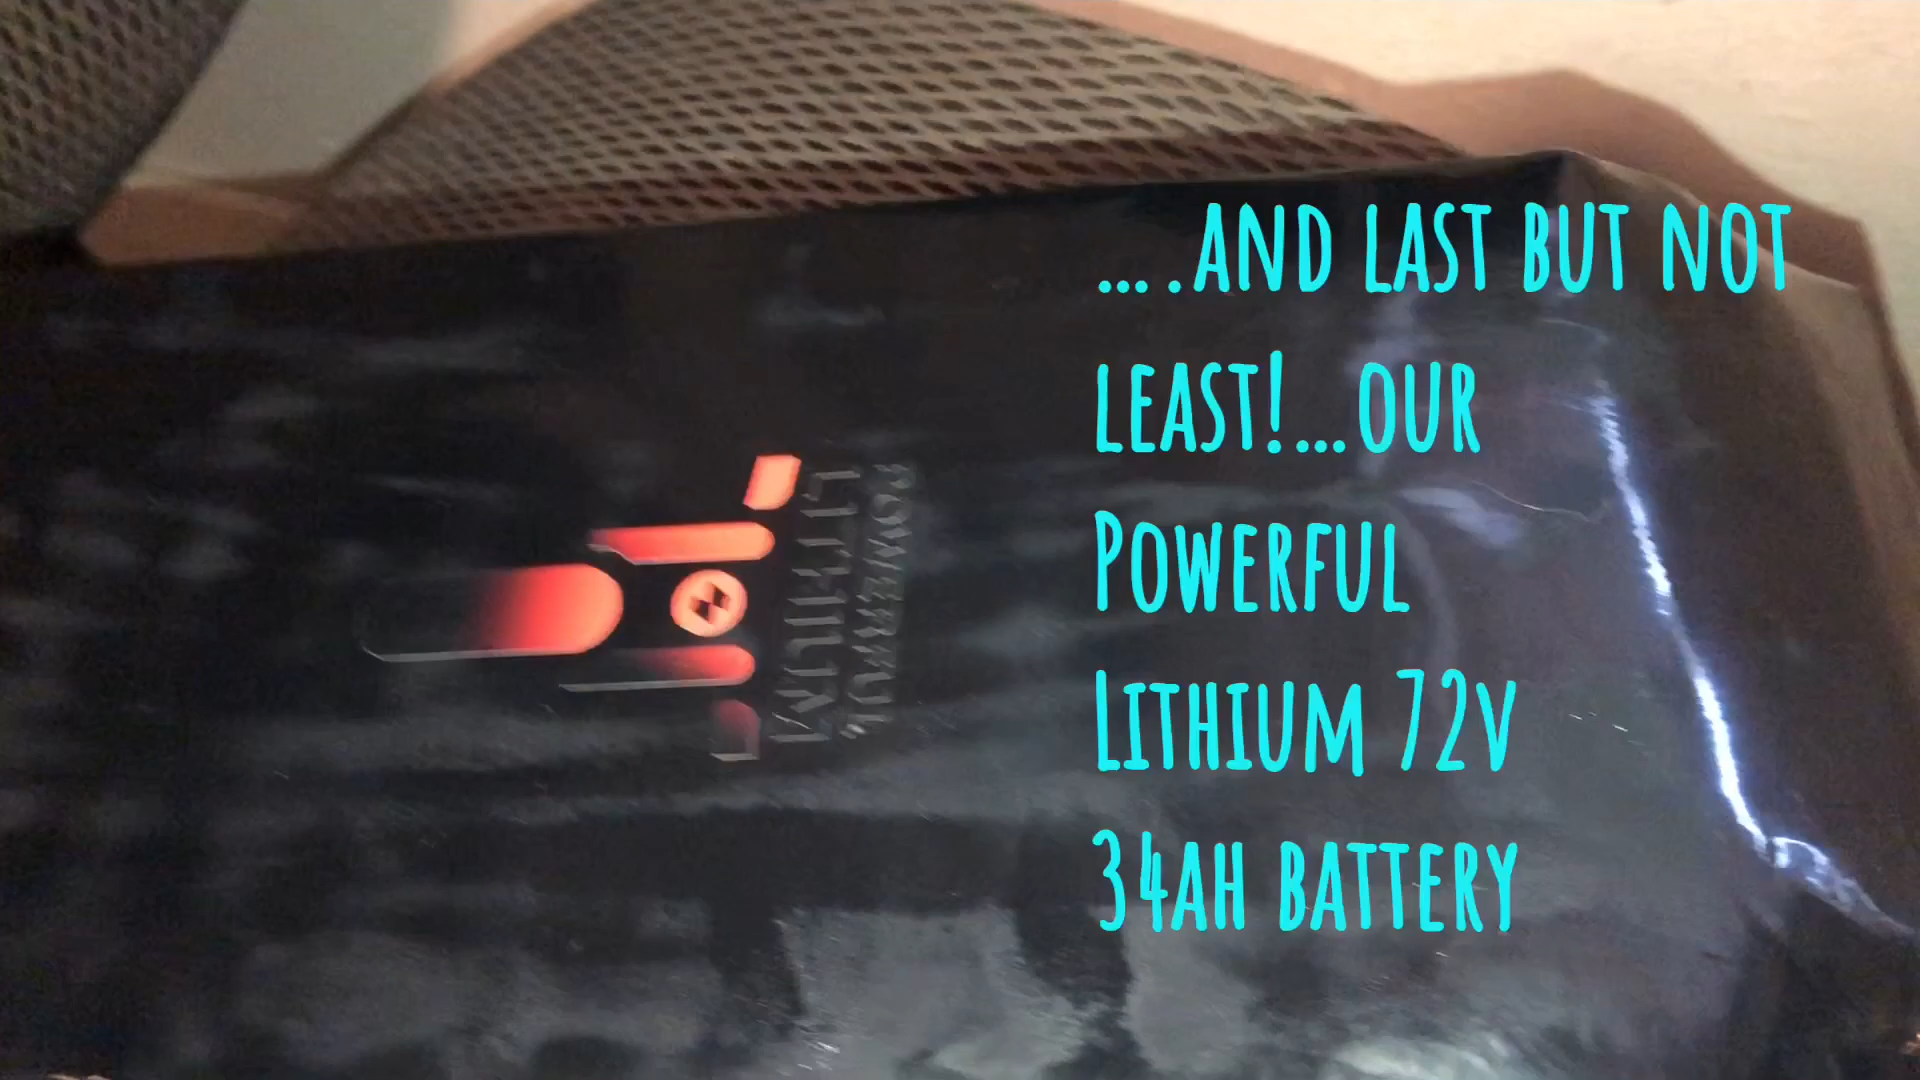 ….and last but not
least!…our
Powerful
Lithium 72v
34ah battery
POWERFUL
LITHIUM